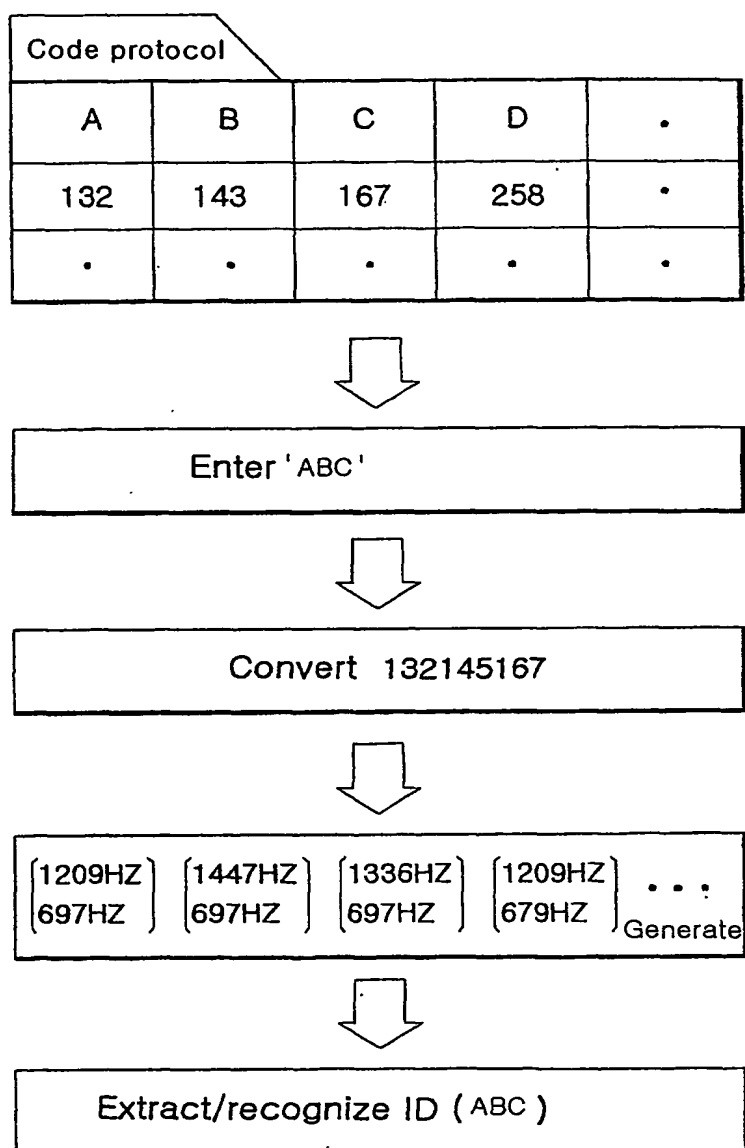 Code protocol
A B C D •
132 143 167 258 •
• • • • •
Enter 'ABC'
Convert 132145167
1209HZ 1447HZ 1336HZ 1209HZ • • •
697HZ 697HZ 697HZ 679HZ Generate
Extract/recognize ID (ABC)